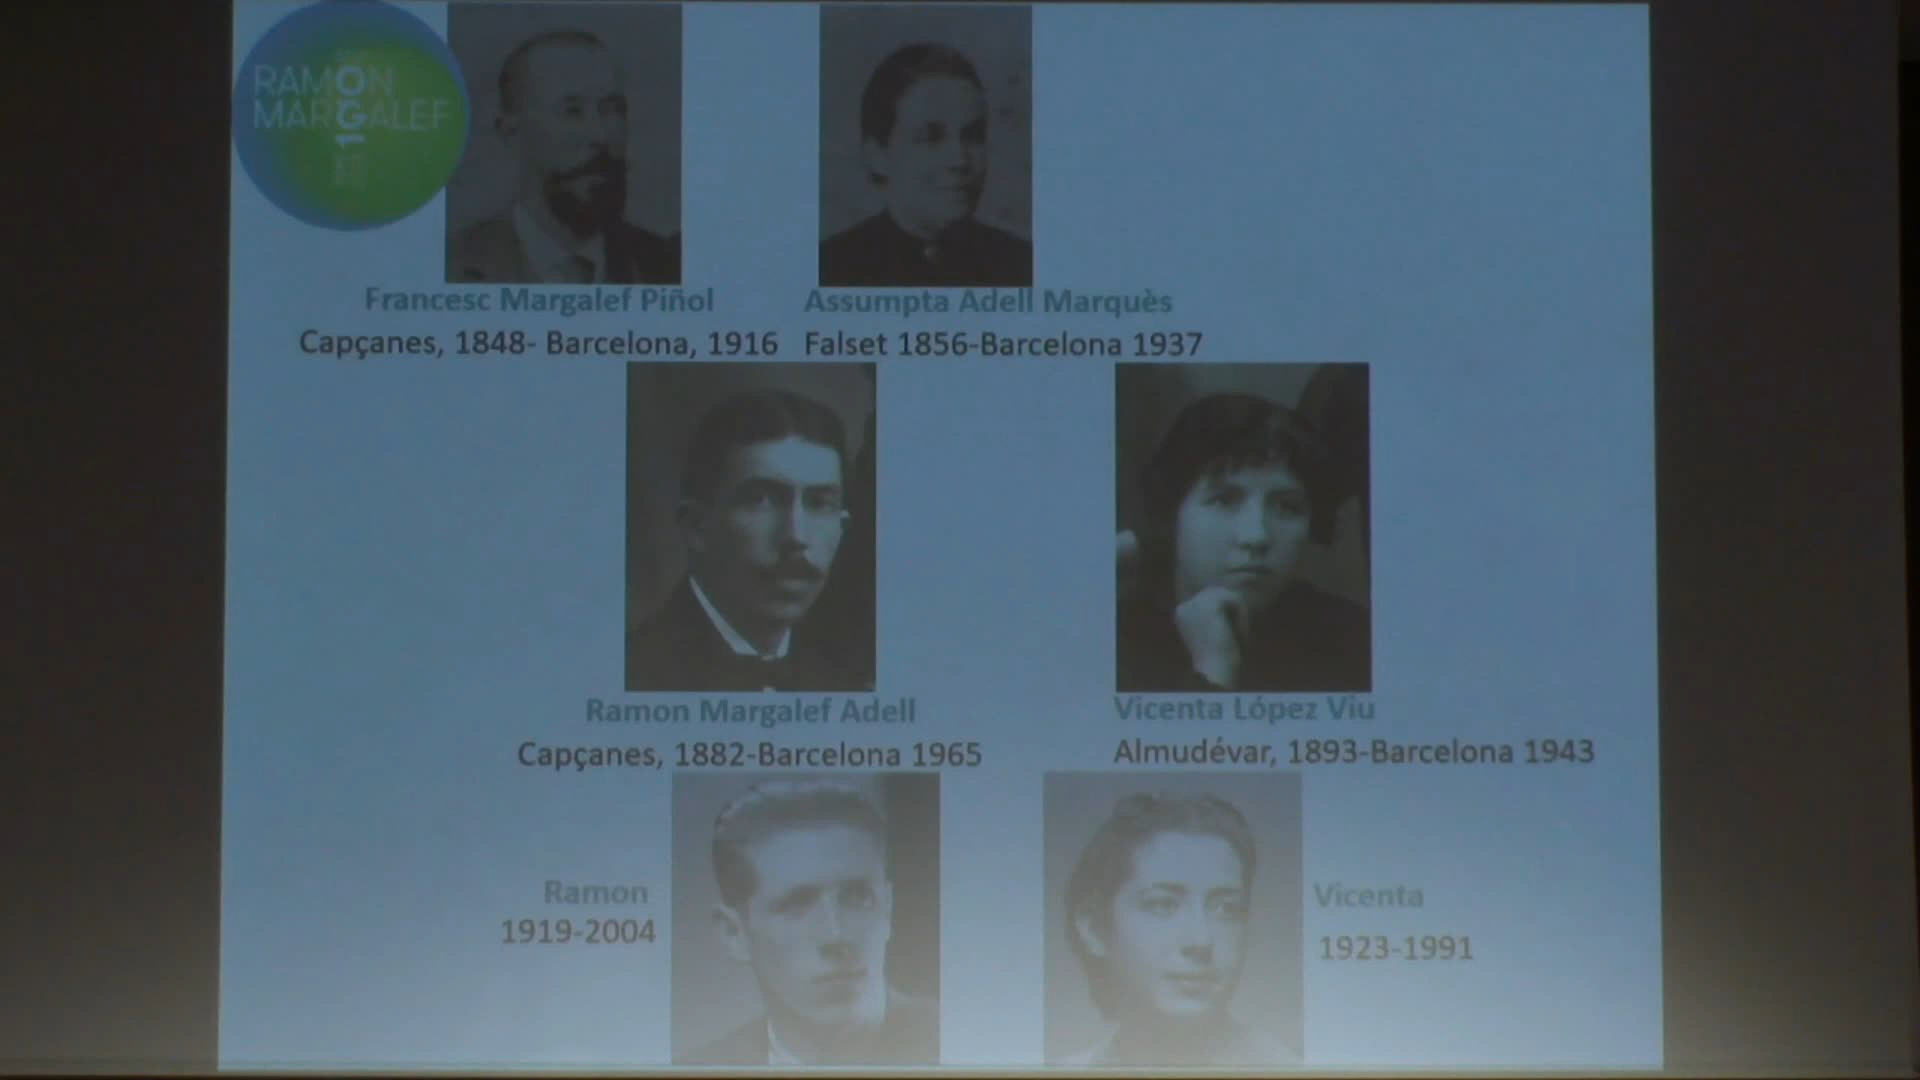 RAMON
MARGALEF
Francesc Margalef Piñol
Capçanes, 1848- Barcelona, 1916
Assumpta Adell Marquès
Falset 1856-Barcelona 1937
Ramon Margalef Adell
Capçanes, 1882-Barcelona 1965
Vicenta López Viu
Almudévar, 1893-Barcelona 1943
Ramon
1919-2004
Vicenta
1923-1991